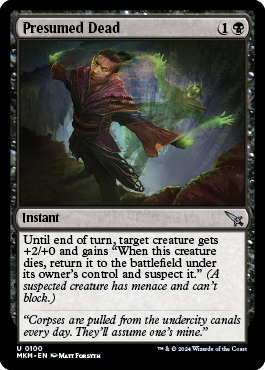 Presumed Dead 1
Instant
Until end of turn, target creature gets
+2/+0 and gains “When this creature
dies, return it to the battlefield under
its owner’s control and suspect it.” (A
suspected creature has menace and can’t
block.)
“Corpses are pulled from the undercity canals
every day. They’ll assume one’s mine.”
U 0100
MKN • EN Matt Forsyth
™ & © 2024 Wizards of the Coast